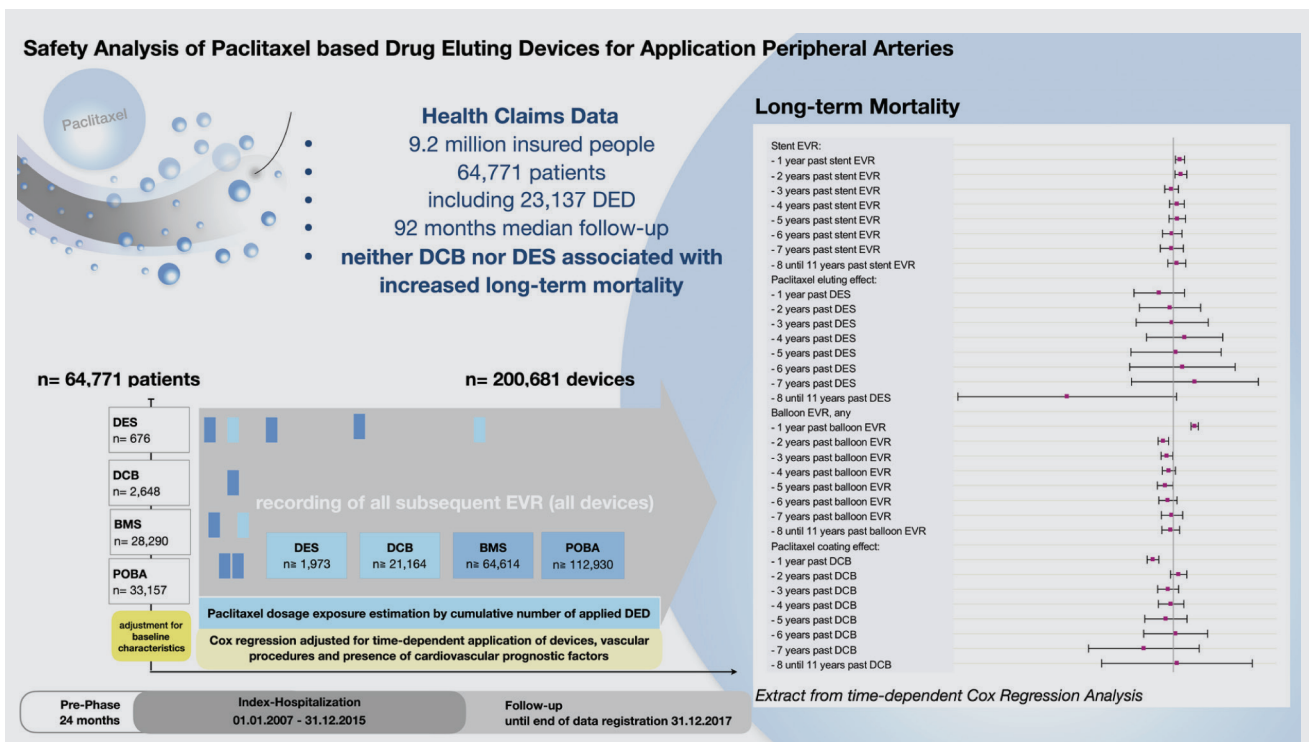 Safety Analysis of Paclitaxel based Drug Eluting Devices for Application Peripheral Arteries
Paclitaxel
Health Claims Data
• 9.2 million insured people
• 64,771 patients
• including 23,137 DED
• 92 months median follow-up
• neither DCB nor DES associated with
increased long-term mortality
n= 64,771 patients
n= 200,681 devices
DES
n= 676
DCB
n= 2,648
BMS
n= 28,290
POBA
n= 33,157
recording of all subsequent EVR (all devices)
DES
n≥ 1,973
DCB
n≥ 21,164
BMS
n≥ 64,614
POBA
n≥ 112,930
adjustment for
baseline
characteristics
Paclitaxel dosage exposure estimation by cumulative number of applied DED
Cox regression adjusted for time-dependent application of devices, vascular
procedures and presence of cardiovascular prognostic factors
Pre-Phase
24 months
Index-Hospitalization
01.01.2007 - 31.12.2015
Follow-up
until end of data registration 31.12.2017
Long-term Mortality
Stent EVR:
- 1 year past stent EVR
- 2 years past stent EVR
- 3 years past stent EVR
- 4 years past stent EVR
- 5 years past stent EVR
- 6 years past stent EVR
- 7 years past stent EVR
- 8 until 11 years past stent EVR
Paclitaxel eluting effect:
- 1 year past DES
- 2 years past DES
- 3 years past DES
- 4 years past DES
- 5 years past DES
- 6 years past DES
- 7 years past DES
- 8 until 11 years past DES
Balloon EVR, any
- 1 year past balloon EVR
- 2 years past balloon EVR
- 3 years past balloon EVR
- 4 years past balloon EVR
- 5 years past balloon EVR
- 6 years past balloon EVR
- 7 years past balloon EVR
- 8 until 11 years past balloon EVR
Paclitaxel coating effect:
- 1 year past DCB
- 2 years past DCB
- 3 years past DCB
- 4 years past DCB
- 5 years past DCB
- 6 years past DCB
- 7 years past DCB
- 8 until 11 years past DCB
Extract from time-dependent Cox Regression Analysis